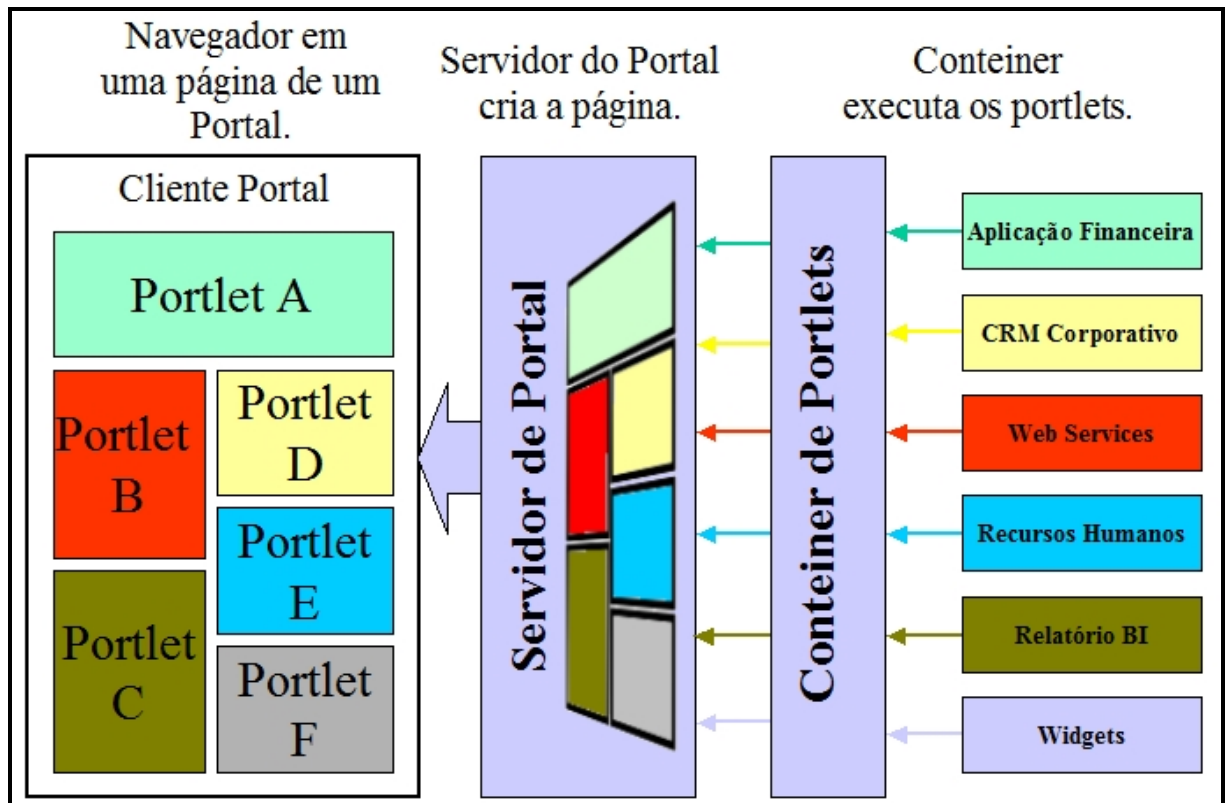 Navegador em
uma página de um
Portal.
Servidor do Portal
cria a página.
Conteiner
executa os portlets.
Cliente Portal
Portlet A
Portlet
B
Portlet
C
Portlet
D
Portlet
E
Portlet
F
Servidor de Portal
Conteiner de Portlets
Aplicação Financeira
CRM Corporativo
Web Services
Recursos Humanos
Relatório BI
Widgets